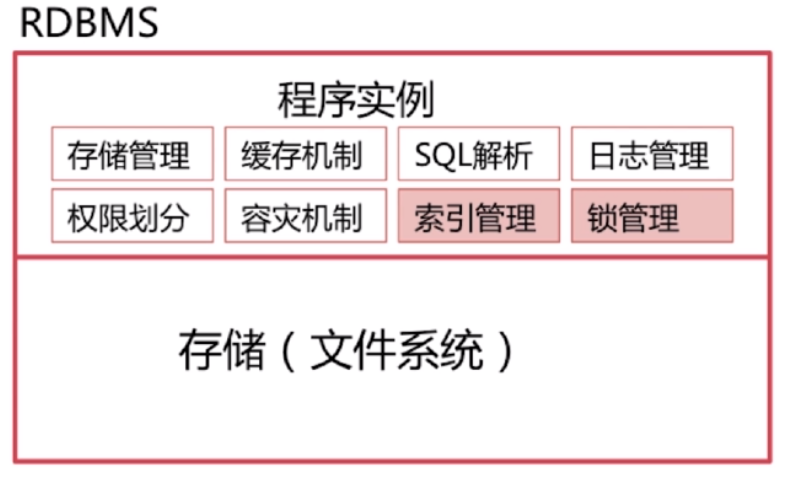 RDBMS
程序实例
存储管理 缓存机制 SQL解析 日志管理
权限划分 容灾机制 索引管理 锁管理
存储（文件系统）